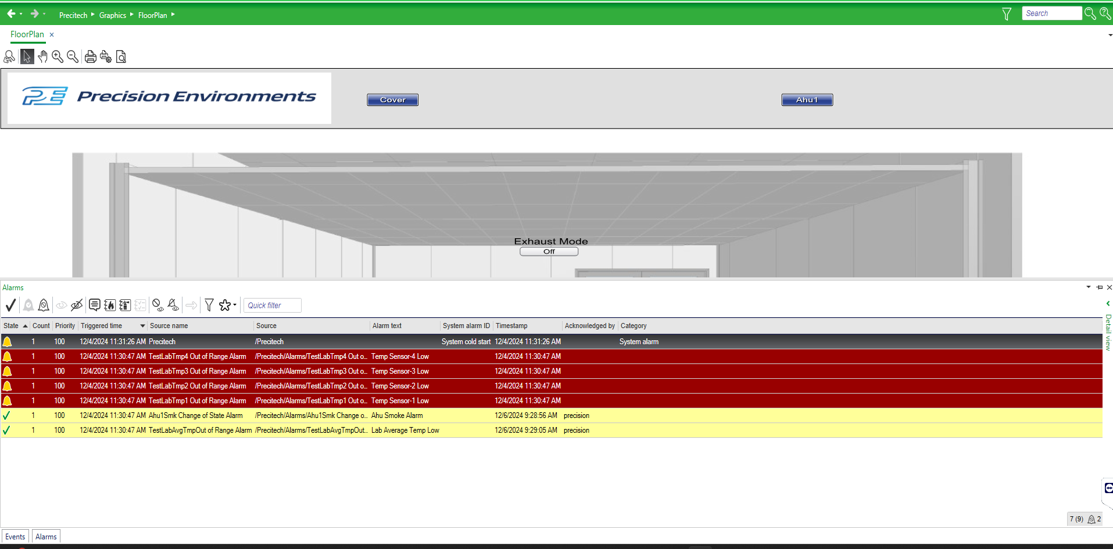 Precitech Graphics FloorPlan Search
FloorPlan ×
PE Precision Environments Cover Ahu1
Exhaust Mode
Off
Alarms
Quick filter
State Count Priority Triggered time Source name Source Alarm text System alarm ID Timestamp Acknowledged by Category
1 100 12/4/2024 11:31:26 AM Precitech /Precitech System cold start 12/4/2024 11:31:26 AM System alarm
1 100 12/4/2024 11:30:47 AM TestLabTmp4 Out of Range Alarm /Precitech/Alarms/TestLabTmp4 Out o... Temp Sensor-4 Low 12/4/2024 11:30:47 AM
1 100 12/4/2024 11:30:47 AM TestLabTmp3 Out of Range Alarm /Precitech/Alarms/TestLabTmp3 Out o... Temp Sensor-3 Low 12/4/2024 11:30:47 AM
1 100 12/4/2024 11:30:47 AM TestLabTmp2 Out of Range Alarm /Precitech/Alarms/TestLabTmp2 Out o... Temp Sensor-2 Low 12/4/2024 11:30:47 AM
1 100 12/4/2024 11:30:47 AM TestLabTmp1 Out of Range Alarm /Precitech/Alarms/TestLabTmp1 Out o... Temp Sensor-1 Low 12/4/2024 11:30:47 AM
1 100 12/4/2024 11:30:47 AM Ahu1Smk Change of State Alarm /Precitech/Alarms/Ahu1Smk Change o... Ahu Smoke Alarm 12/6/2024 9:28:56 AM precision
1 100 12/4/2024 11:30:47 AM TestLabAvgTmpOut of Range Alarm /Precitech/Alarms/TestLabAvgTmpOut... Lab Average Temp Low 12/6/2024 9:29:05 AM precision
Detail view
7 (9) 2
Events Alarms